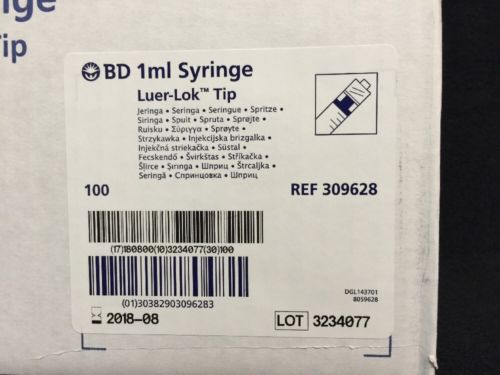 nge
Tip
BD 1ml Syringe
Luer-Lok™ Tip
Jeringa • Seringa • Seringue • Spritze •
Siringa • Spuit • Spruta • Sprøjte •
Ruisku • Σύριγγα • Sprøyte •
Strzykawka • Injekcijska brizgalka •
Injekčná striekačka • Süstal •
Fecskendő • Švirkštas • Stříkačka •
Šļirce • Şırınga • Шприц • Štrcaljka •
Seringă • Спринцовка • Шприц
100 REF 309628
(17)180800(10)3234077(30)100
DGL143701
8059628
(01)30382903096283
2018-08 LOT 3234077